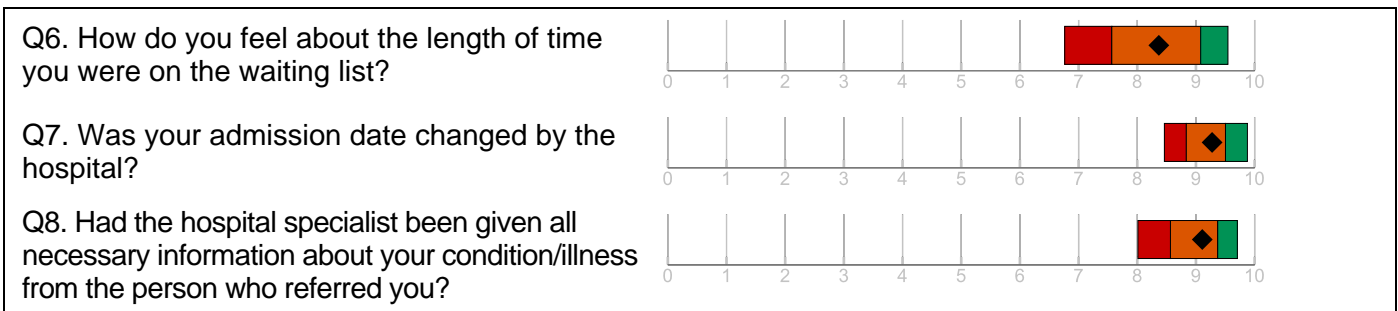 Q6. How do you feel about the length of time
you were on the waiting list?
0 1 2 3 4 5 6 7 8 9 10
Q7. Was your admission date changed by the
hospital?
0 1 2 3 4 5 6 7 8 9 10
Q8. Had the hospital specialist been given all
necessary information about your condition/illness
from the person who referred you?
0 1 2 3 4 5 6 7 8 9 10